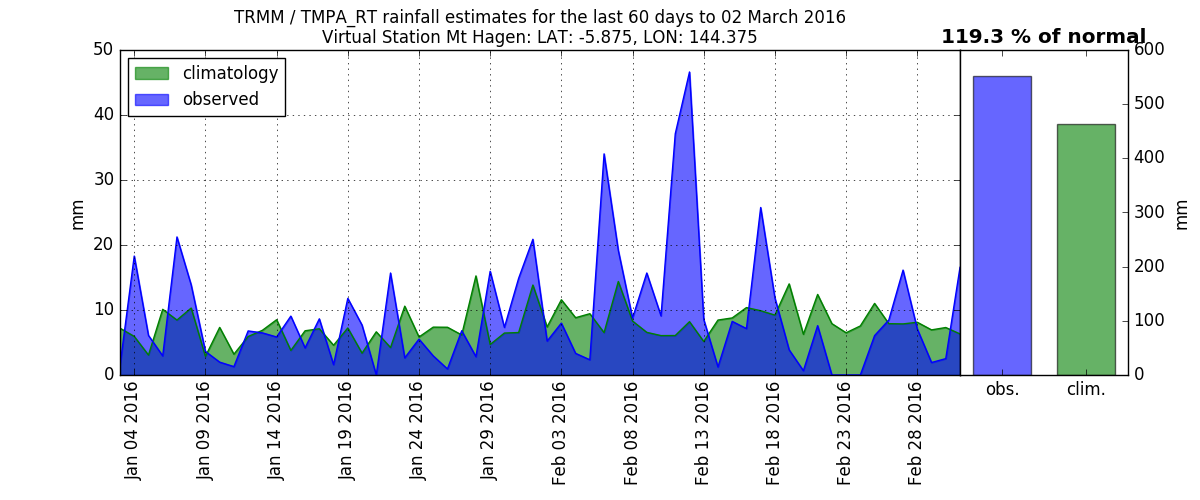 TRMM / TMPA_RT rainfall estimates for the last 60 days to 02 March 2016
Virtual Station Mt Hagen: LAT: -5.875, LON: 144.375
119.3 % of normal
climatology
observed
50
40
30
20
10
0
mm
Jan 04 2016
Jan 09 2016
Jan 14 2016
Jan 19 2016
Jan 24 2016
Jan 29 2016
Feb 03 2016
Feb 08 2016
Feb 13 2016
Feb 18 2016
Feb 23 2016
Feb 28 2016
600
500
400
300
200
100
0
mm
obs.
clim.